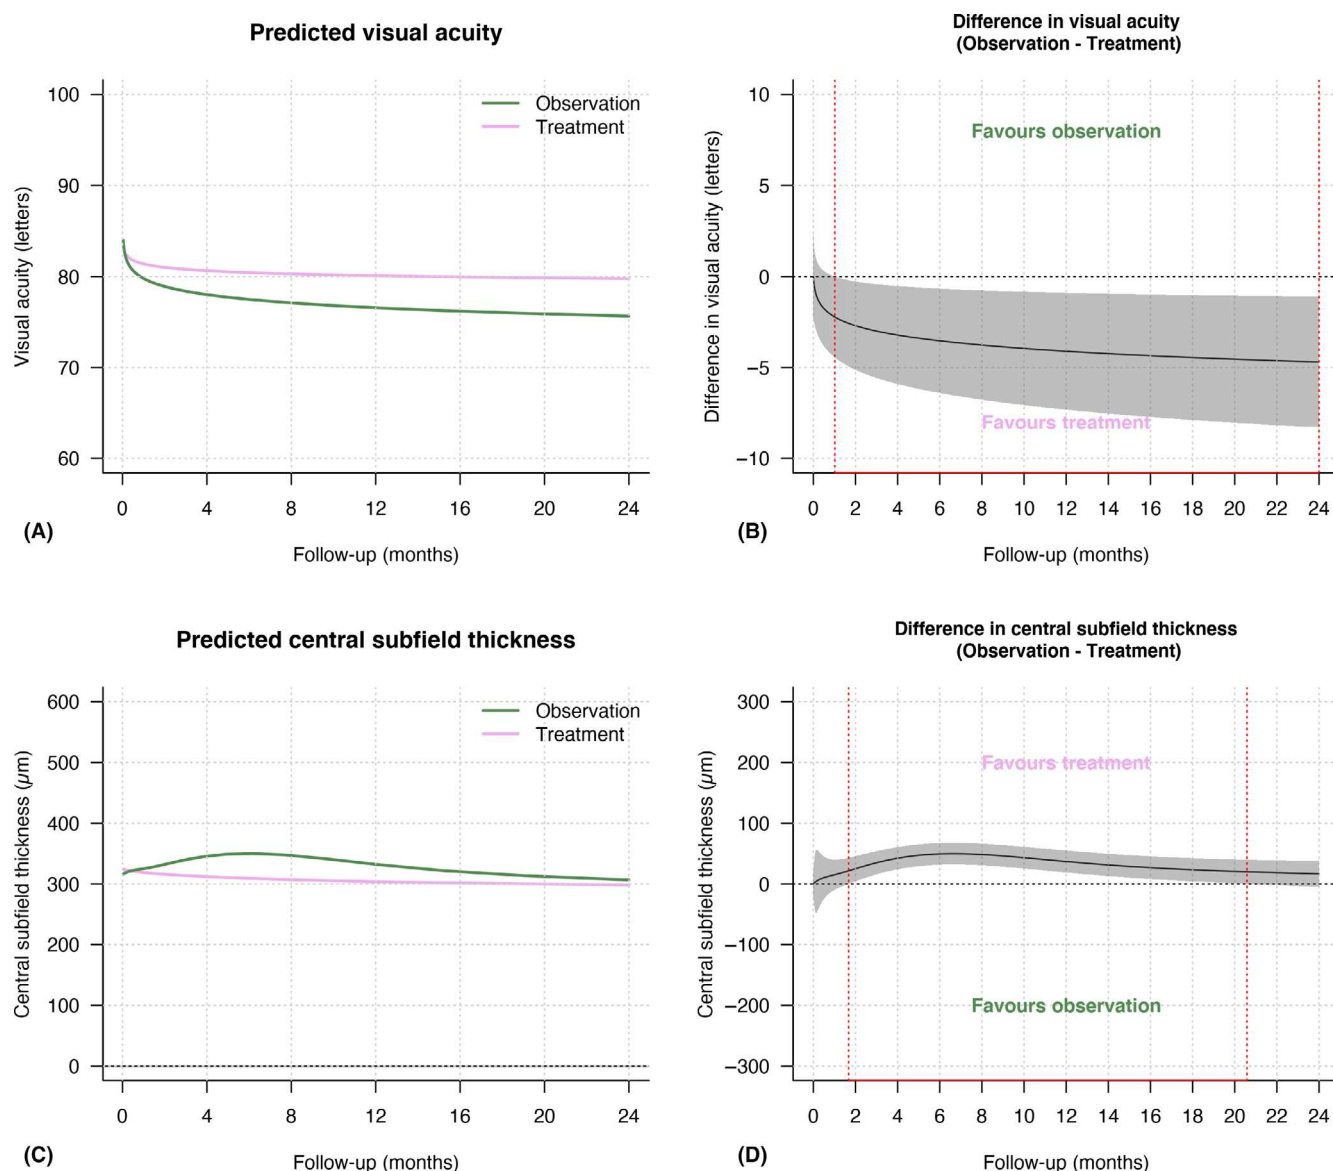 Predicted visual acuity
100
90
80
70
60
Visual acuity (letters)
Observation
Treatment
0 4 8 12 16 20 24
Follow-up (months)
(A)
Difference in visual acuity
(Observation - Treatment)
10
5
0
−5
−10
Difference in visual acuity (letters)
Favours observation
Favours treatment
0 2 4 6 8 10 12 14 16 18 20 22 24
Follow-up (months)
(B)
Predicted central subfield thickness
600
500
400
300
200
100
0
Central subfield thickness (µm)
Observation
Treatment
0 4 8 12 16 20 24
Follow-up (months)
(C)
Difference in central subfield thickness
(Observation - Treatment)
300
200
100
0
−100
−200
−300
Central subfield thickness (µm)
Favours treatment
Favours observation
0 2 4 6 8 10 12 14 16 18 20 22 24
Follow-up (months)
(D)